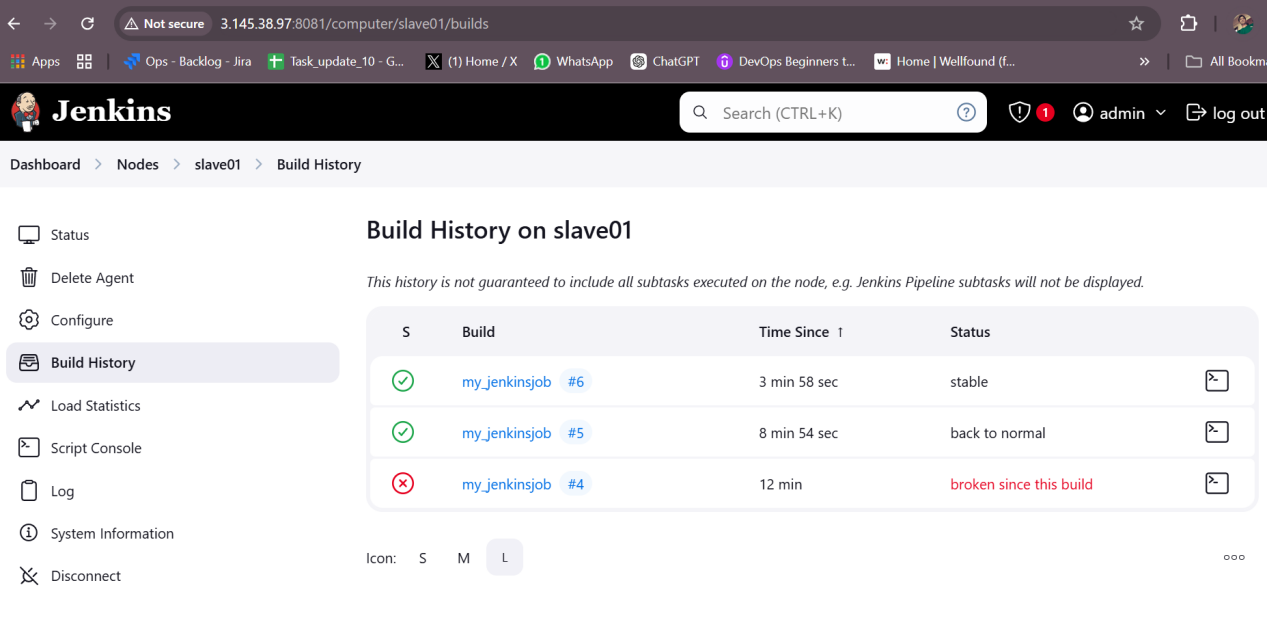 Not secure 3.145.38.97:8081/computer/slave01/builds
Apps Ops - Backlog - Jira Task_update_10 - G... (1) Home / X WhatsApp ChatGPT DevOps Beginners t... w: Home | Wellfound (f... » All Bookma
Jenkins Search (CTRL+K) ? 1 admin log out
Dashboard Nodes slave01 Build History
Status
Delete Agent
Configure
Build History
Load Statistics
Script Console
Log
System Information
Disconnect
Build History on slave01
This history is not guaranteed to include all subtasks executed on the node, e.g. Jenkins Pipeline subtasks will not be displayed.
S Build Time Since ↑ Status
my_jenkinsjob #6 3 min 58 sec stable
my_jenkinsjob #5 8 min 54 sec back to normal
my_jenkinsjob #4 12 min broken since this build
Icon: S M L